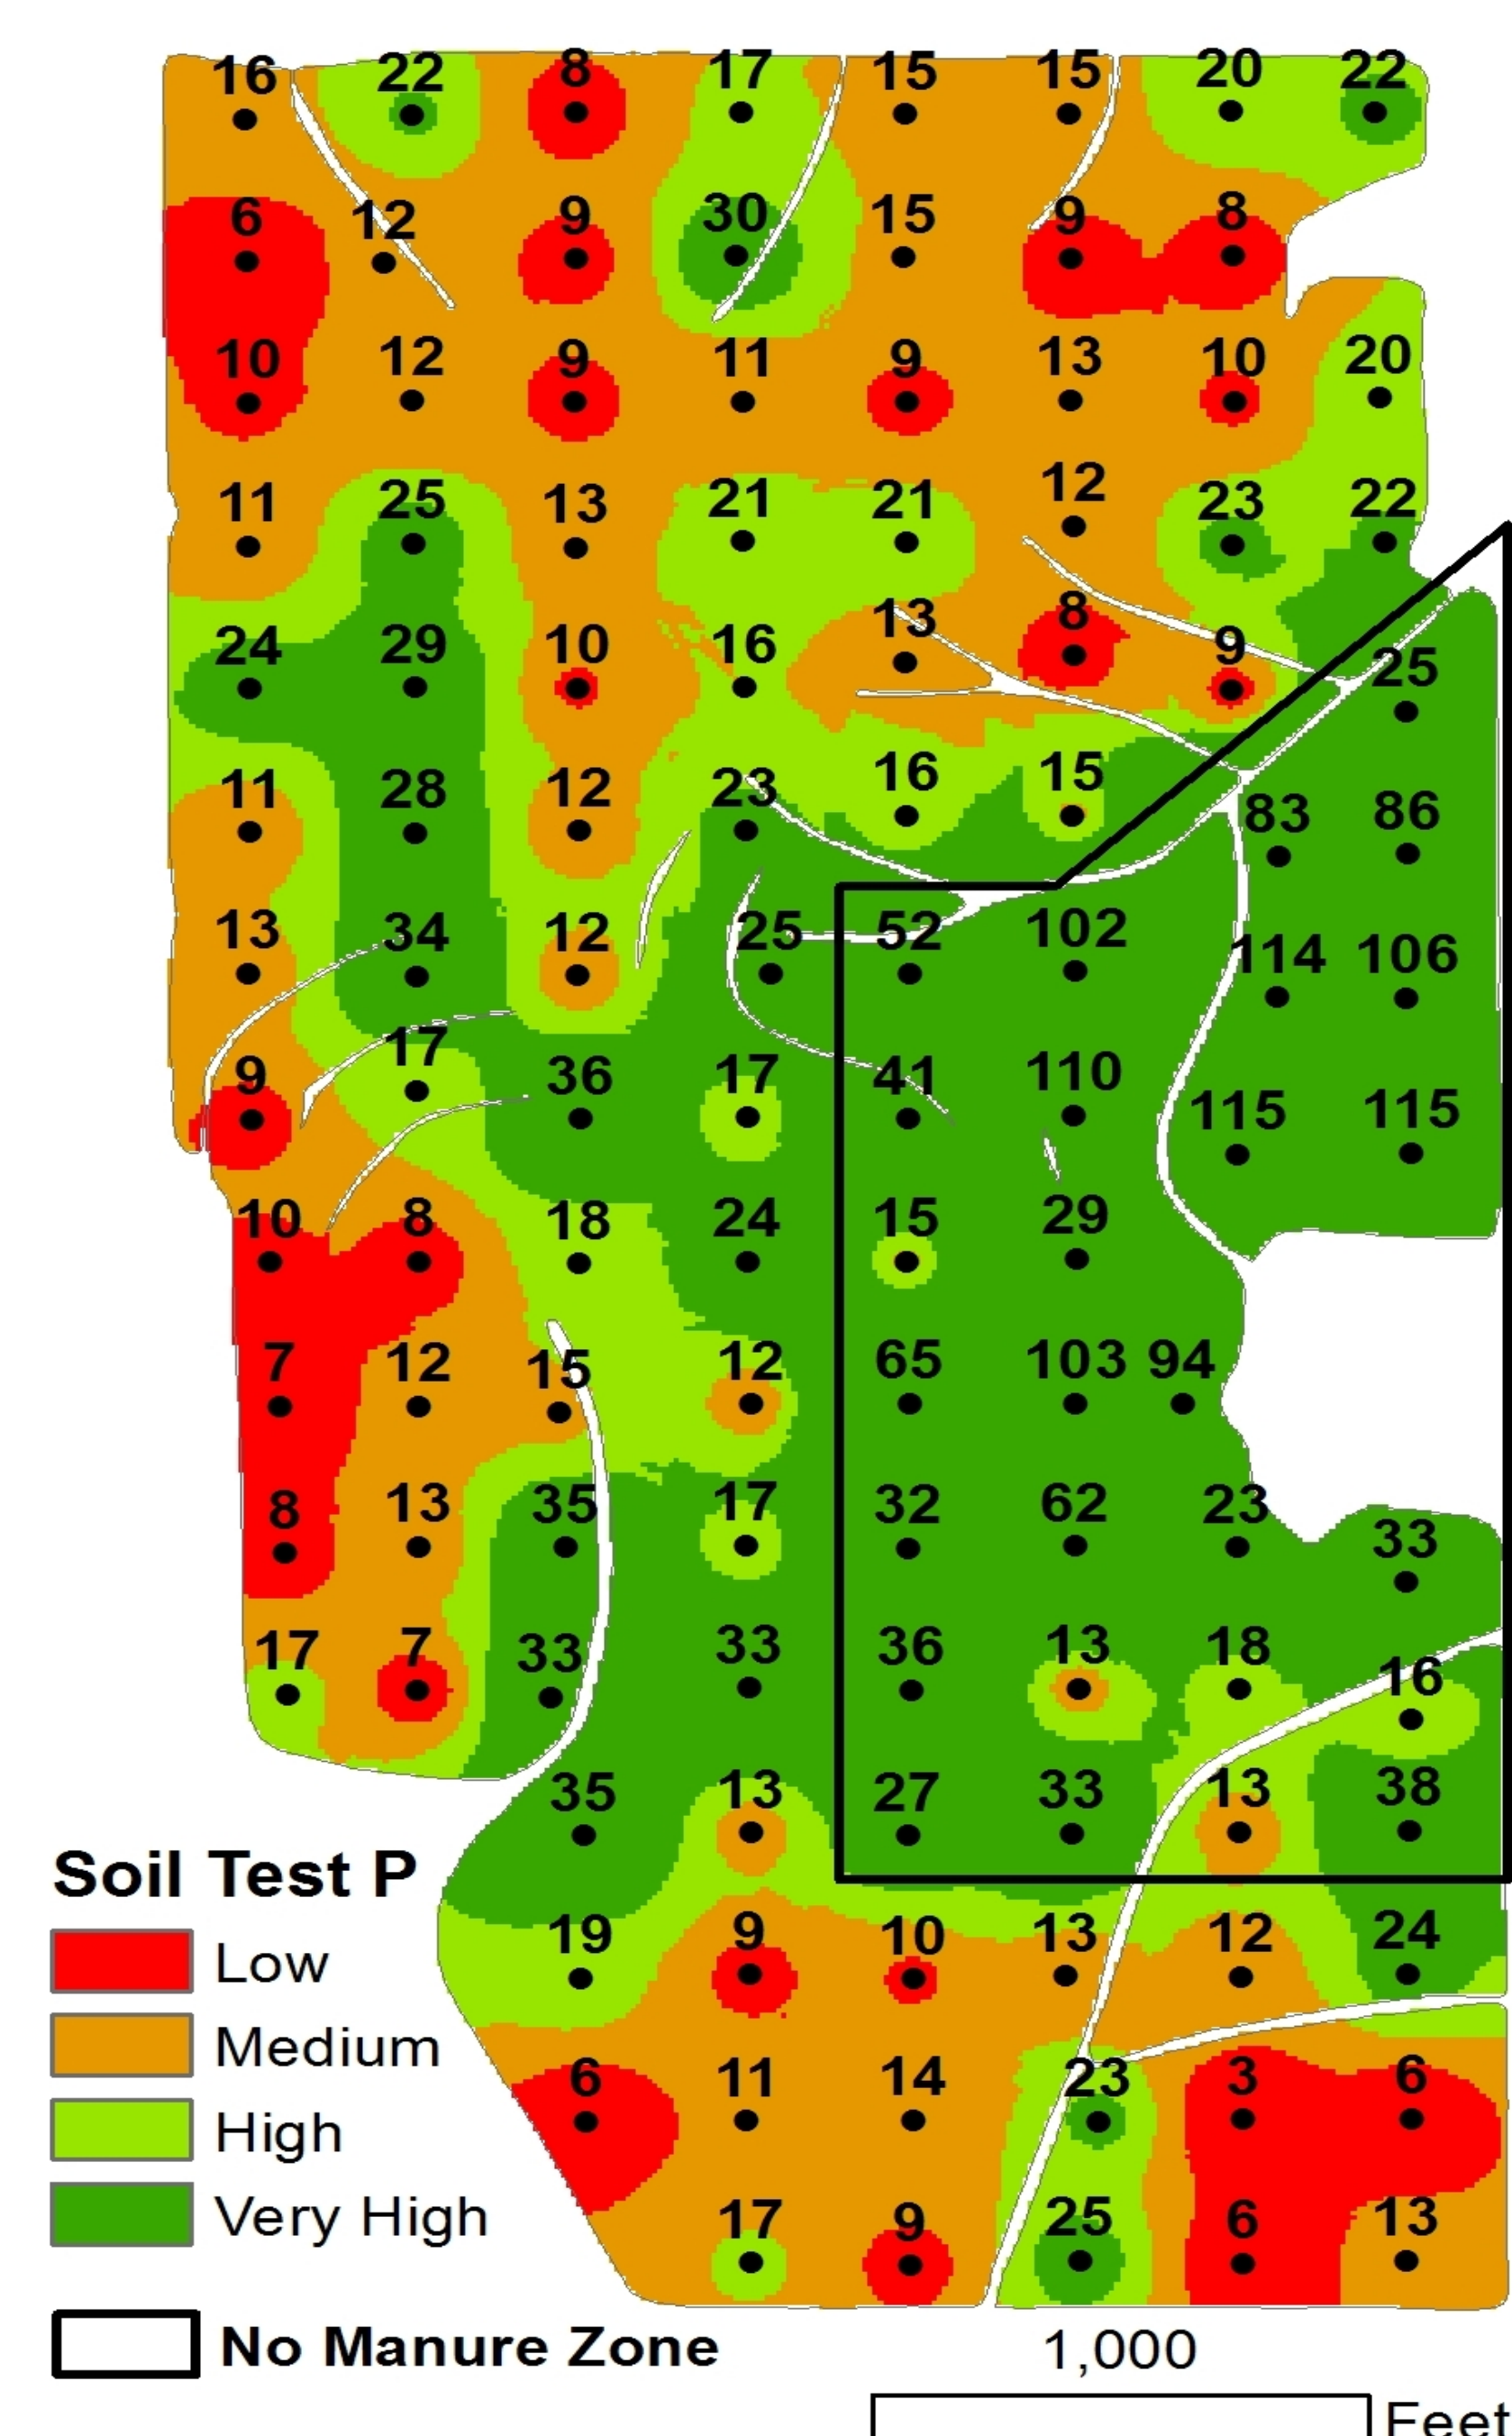 16 22 8 17 15 15 20 22
6 12 9 30 15 9 8
10 12 9 11 9 13 10 20
11 25 13 21 21 12 23 22
24 29 10 16 13 8 9 25
11 28 12 23 16 15 83 86
13 34 12 25 52 102 114 106
9 17 36 17 41 110 115 115
10 8 18 24 15 29
7 12 15 12 65 103 94
8 13 35 17 32 62 23 33
17 7 33 33 36 13 18 16
35 13 27 33 13 38
19 9 10 13 12 24
6 11 14 23 3 6
17 9 25 6 13
Soil Test P
Low
Medium
High
Very High
No Manure Zone
1,000
Feet